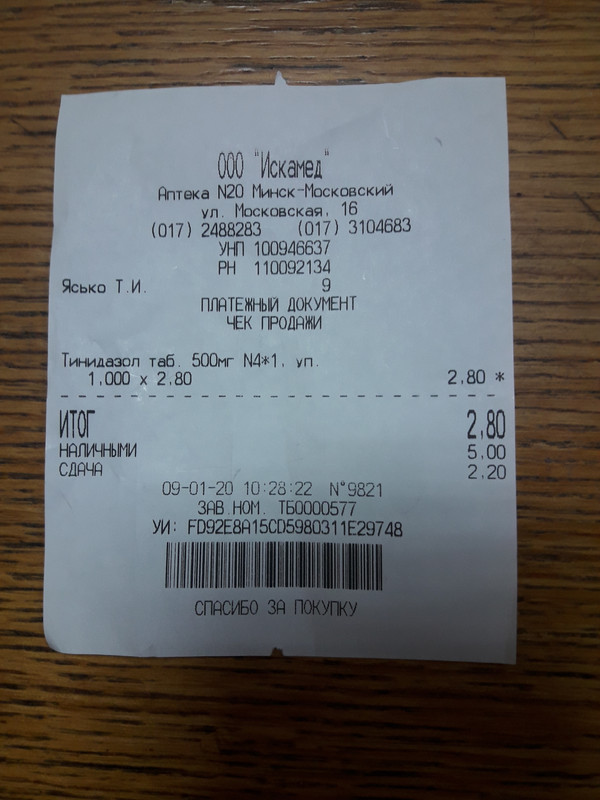 ООО "Искамед"
Аптека N20 Минск-Московский
ул. Московская, 16
(017) 2488283 (017) 3104683
УНП 100946637
РН 110092134
Ясько Т.И. 9
ПЛАТЕЖНЫЙ ДОКУМЕНТ
ЧЕК ПРОДАЖИ
Тинидазол таб. 500мг N4*1, уп.
1,000 x 2.80 2,80 *
ИТОГ 2,80
НАЛИЧНЫМИ 5,00
СДАЧА 2,20
09-01-20 10:28:22 N°9821
ЗАВ.НОМ. ТБ0000577
УИ: FD92E8A15CD5980311E29748
СПАСИБО ЗА ПОКУПКУ